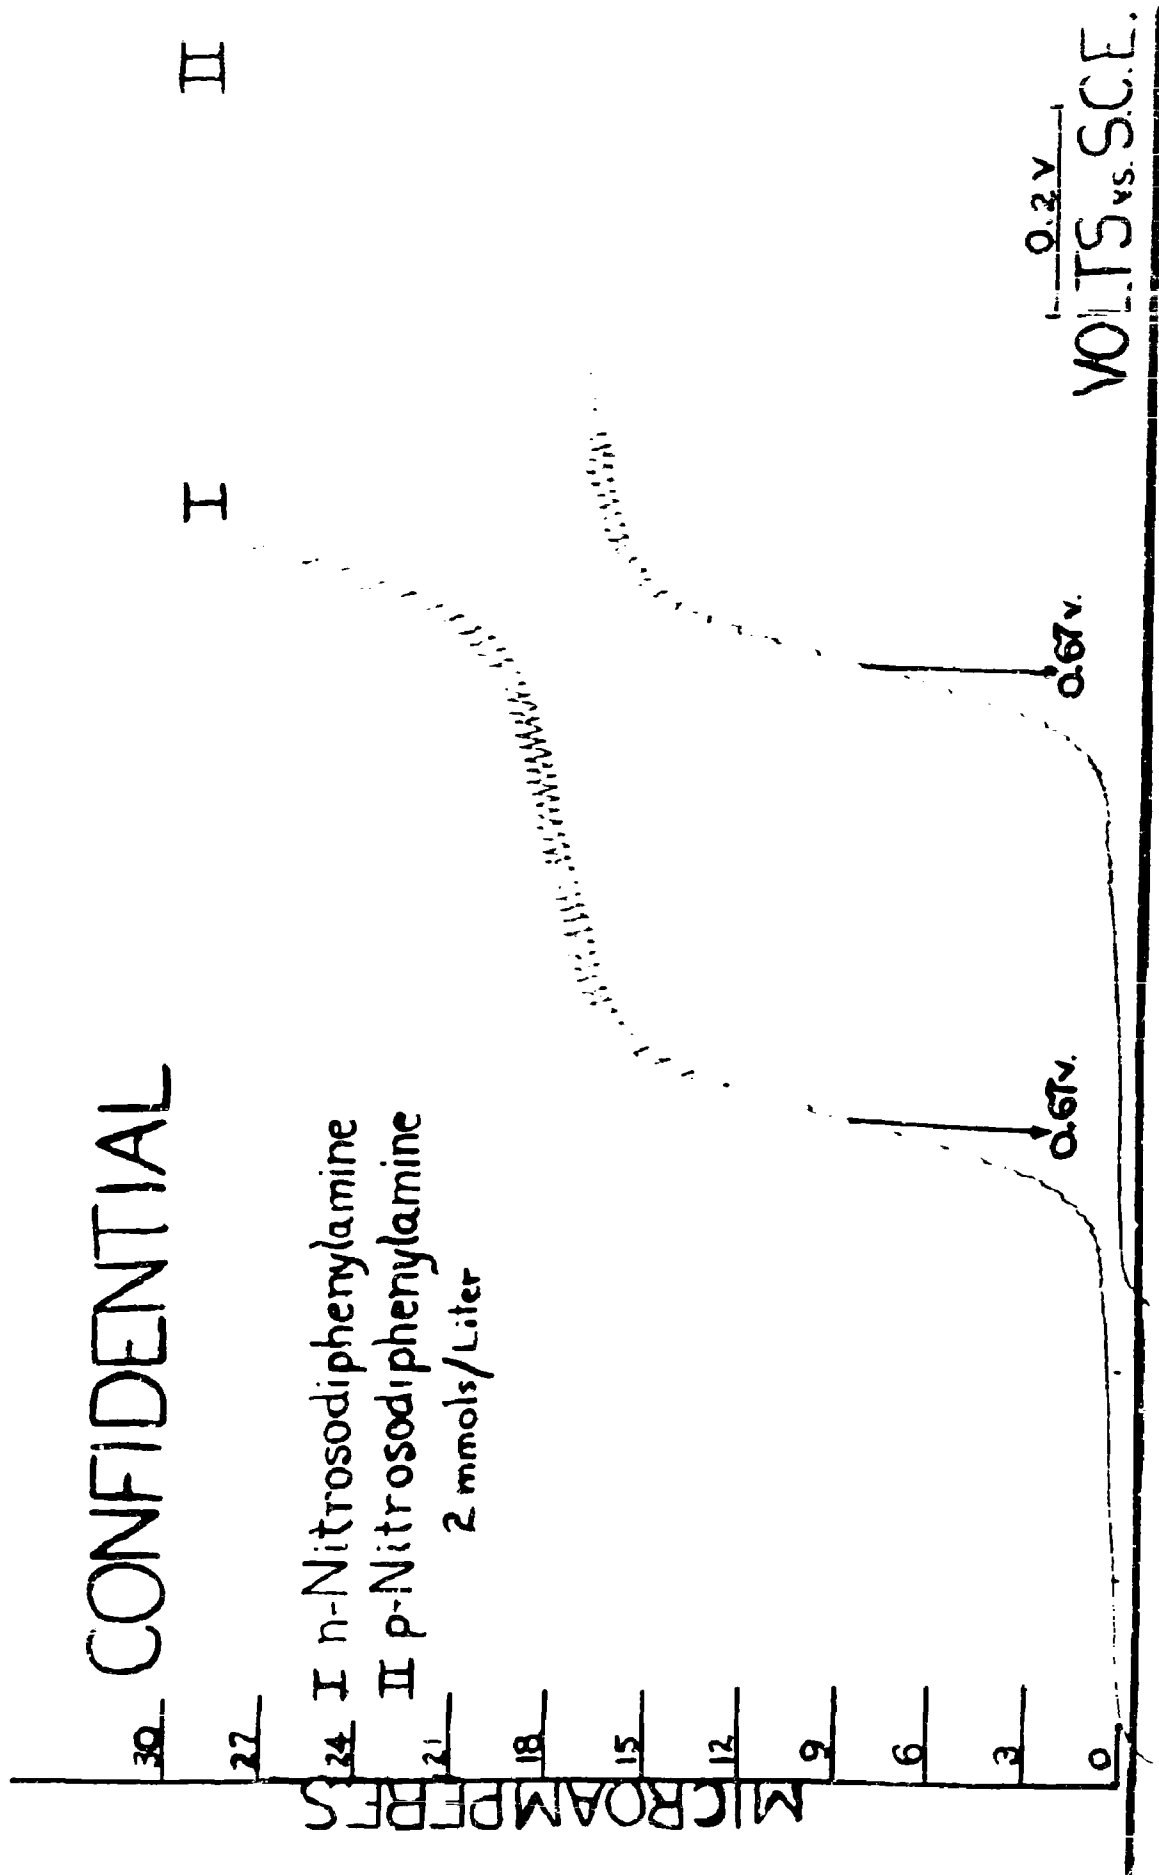 CONFIDENTIAL
I n-Nitrosodiphenylamine
II p-Nitrosodiphenylamine
2 mmols/Liter
I
II
MICROAMPERES
30
27
24
21
18
15
12
9
6
3
0
0.67v.
0.67v.
0.2 V
VOLTS vs. S.C.E.